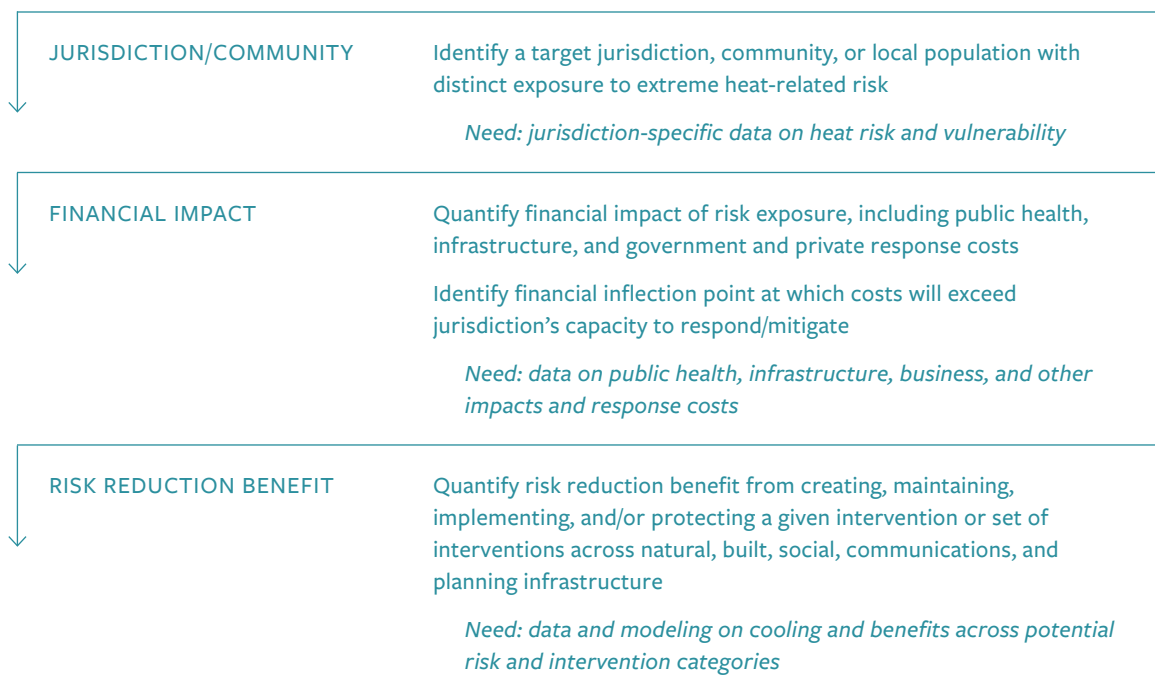 JURISDICTION/COMMUNITY
Identify a target jurisdiction, community, or local population with
distinct exposure to extreme heat-related risk
Need: jurisdiction-specific data on heat risk and vulnerability
FINANCIAL IMPACT
Quantify financial impact of risk exposure, including public health,
infrastructure, and government and private response costs
Identify financial inflection point at which costs will exceed
jurisdiction’s capacity to respond/mitigate
Need: data on public health, infrastructure, business, and other
impacts and response costs
RISK REDUCTION BENEFIT
Quantify risk reduction benefit from creating, maintaining,
implementing, and/or protecting a given intervention or set of
interventions across natural, built, social, communications, and
planning infrastructure
Need: data and modeling on cooling and benefits across potential
risk and intervention categories